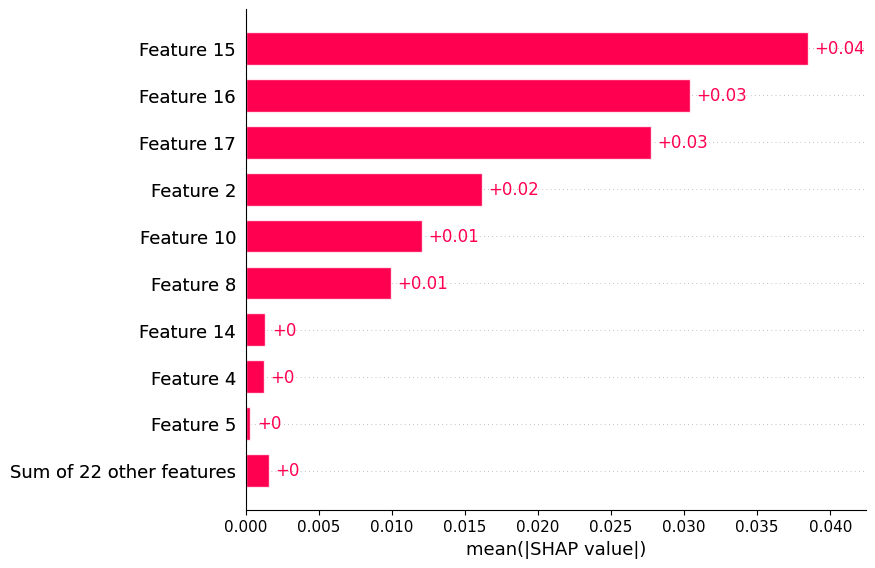 Feature 15
+0.04
Feature 16
+0.03
Feature 17
+0.03
Feature 2
+0.02
Feature 10
+0.01
Feature 8
+0.01
Feature 14
+0
Feature 4
+0
Feature 5
+0
Sum of 22 other features
+0
0.000 0.005 0.010 0.015 0.020 0.025 0.030 0.035 0.040
mean(|SHAP value|)